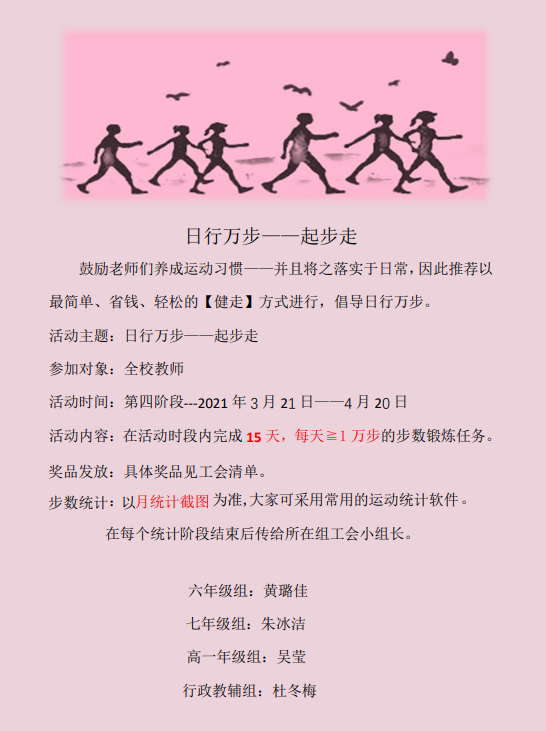 日行万步——起步走
鼓励老师们养成运动习惯——并且将之落实于日常，因此推荐以
最简单、省钱、轻松的【健走】方式进行，倡导日行万步。
活动主题：日行万步——起步走
参加对象：全校教师
活动时间：第四阶段---2021 年 3 月 21 日——4 月 20 日
活动内容：在活动时段内完成 15 天，每天≧1 万步的步数锻炼任务。
奖品发放：具体奖品见工会清单。
步数统计：以月统计截图为准,大家可采用常用的运动统计软件。
在每个统计阶段结束后传给所在组工会小组长。
六年级组：黄璐佳
七年级组：朱冰洁
高一年级组：吴莹
行政教辅组：杜冬梅